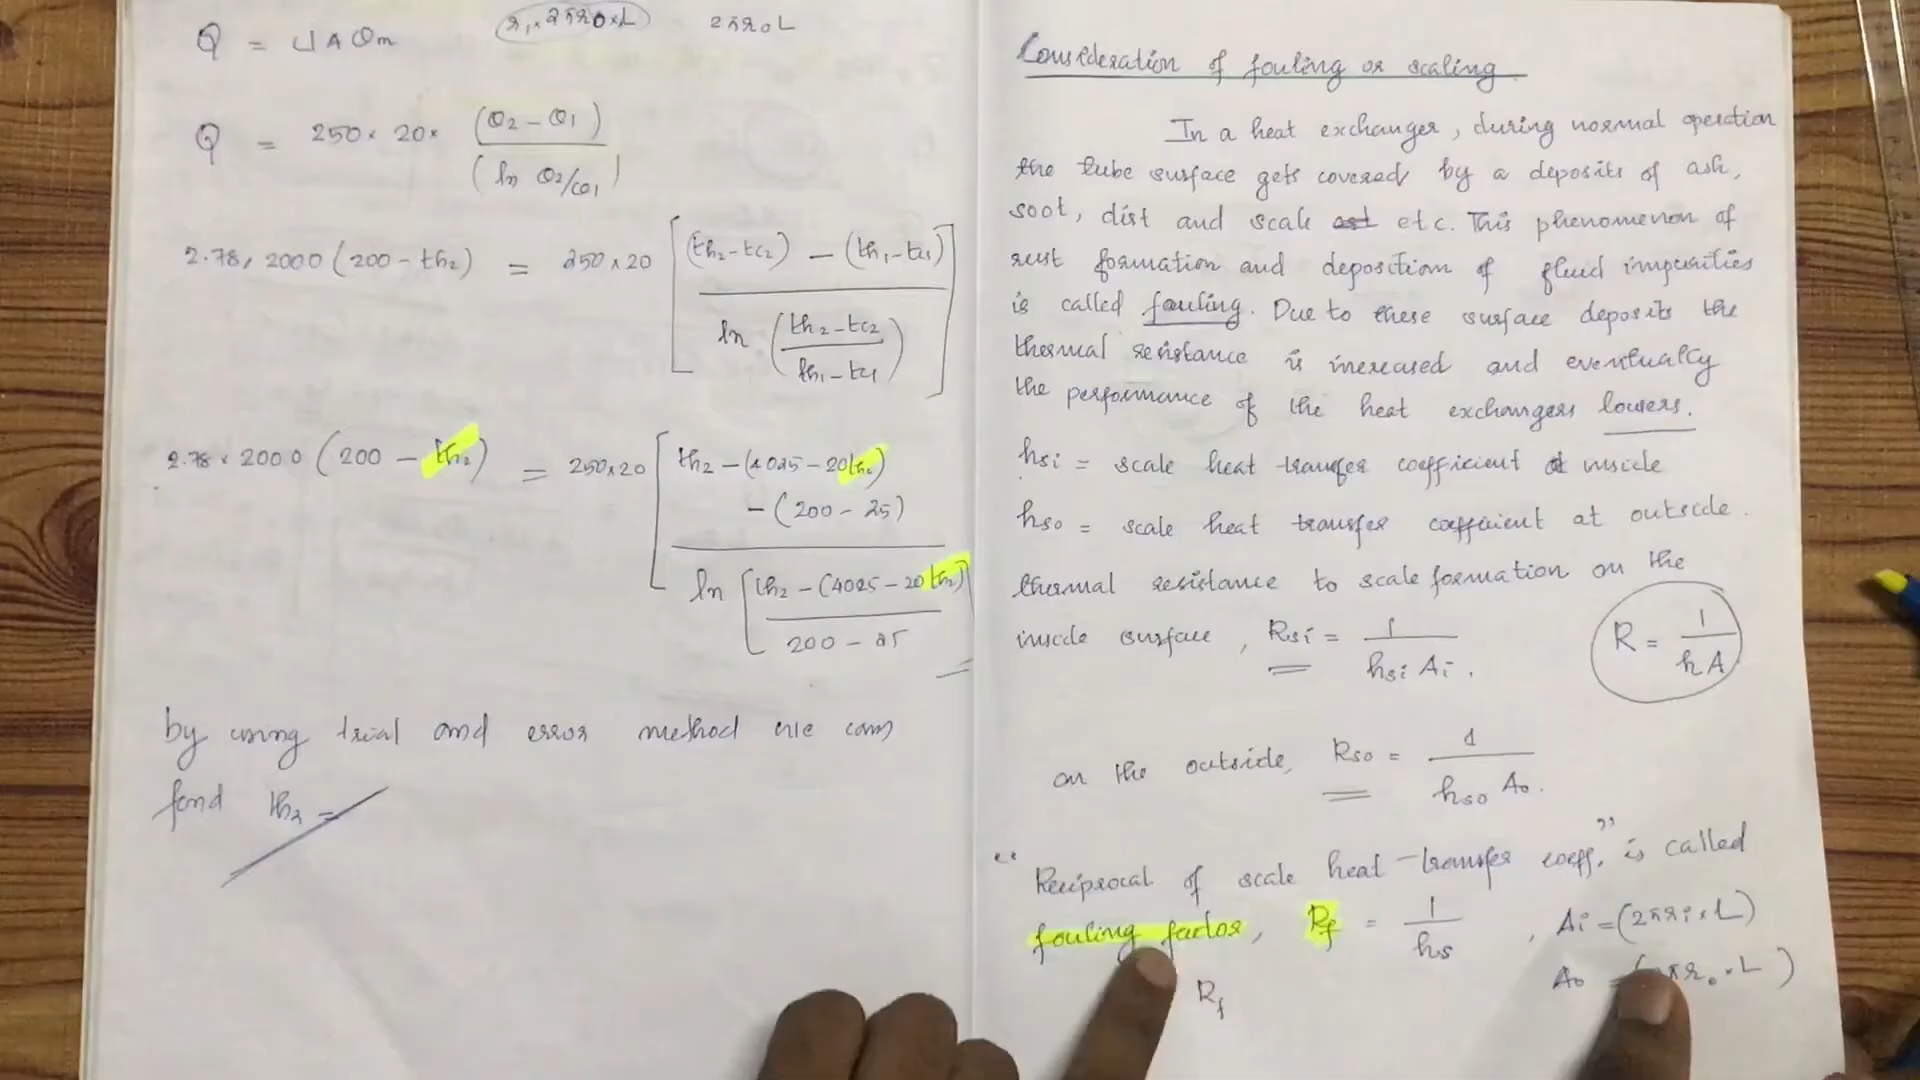 Q = UAθm
2πr₀L
Q = 250 × 20 × (θ2 - θ1) / (ln θ2/θ1)
2.78 × 2000 (200 - th2) = 250 × 20 [ (th2 - tc2) - (th1 - tc1) / ln (th2 - tc2 / th1 - tc1) ]
2.78 × 2000 (200 - th2) = 250×20 [ th2 - (4025 - 20th2) - (200 - 25) / ln [ th2 - (4025 - 20th2) / 200 - 25
by using trial and error method we can
find th2 =
Consideration of fouling or scaling
In a heat exchanger, during normal operation
the tube surface gets covered by a deposits of ash,
soot, dirt and scale etc. This phenomenon of
rust formation and deposition of fluid impurities
is called fouling. Due to these surface deposits the
thermal resistance is increased and eventually
the performance of the heat exchangers lowers.
hsi = scale heat transfer coefficient inside
hso = scale heat transfer coefficient at outside.
thermal resistance to scale formation on the
inside surface, Rsi = 1 / hsi Ai.
R = 1 / hA
on the outside, Rso = 1 / hso Ao.
"Reciprocal of scale heat transfer coeff," is called
fouling factor, Rf = 1 / hs, Ai = (2πri × L)
Ao =
Rf